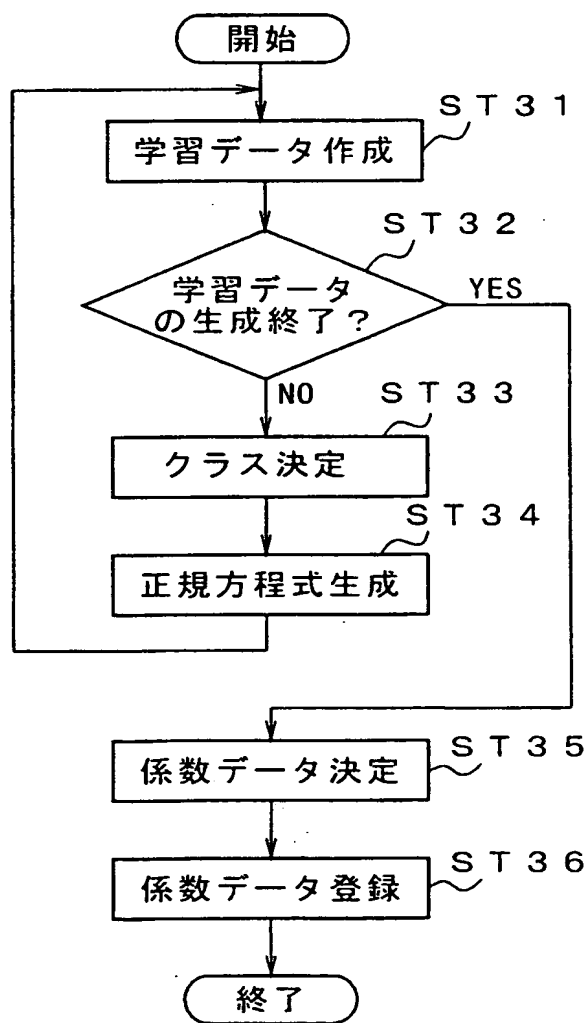 開始
ST31
学習データ作成
ST32
学習データ
の生成終了？
YES
NO
ST33
クラス決定
ST34
正規方程式生成
ST35
係数データ決定
ST36
係数データ登録
終了